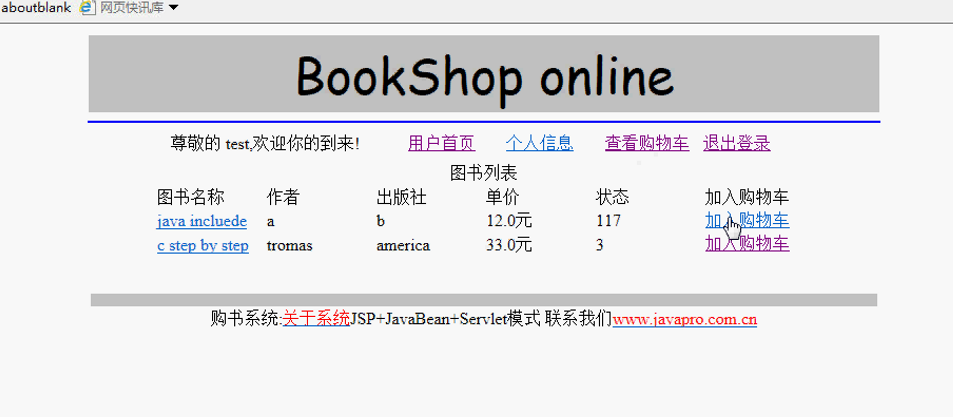 aboutblank 网页快讯库
BookShop online
尊敬的 test,欢迎你的到来! 用户首页 个人信息 查看购物车 退出登录
图书列表
图书名称 作者 出版社 单价 状态 加入购物车
java incluede a b 12.0元 117 加入购物车
c step by step tromas america 33.0元 3 加入购物车
购书系统:关于系统JSP+JavaBean+Servlet模式 联系我们www.javapro.com.cn